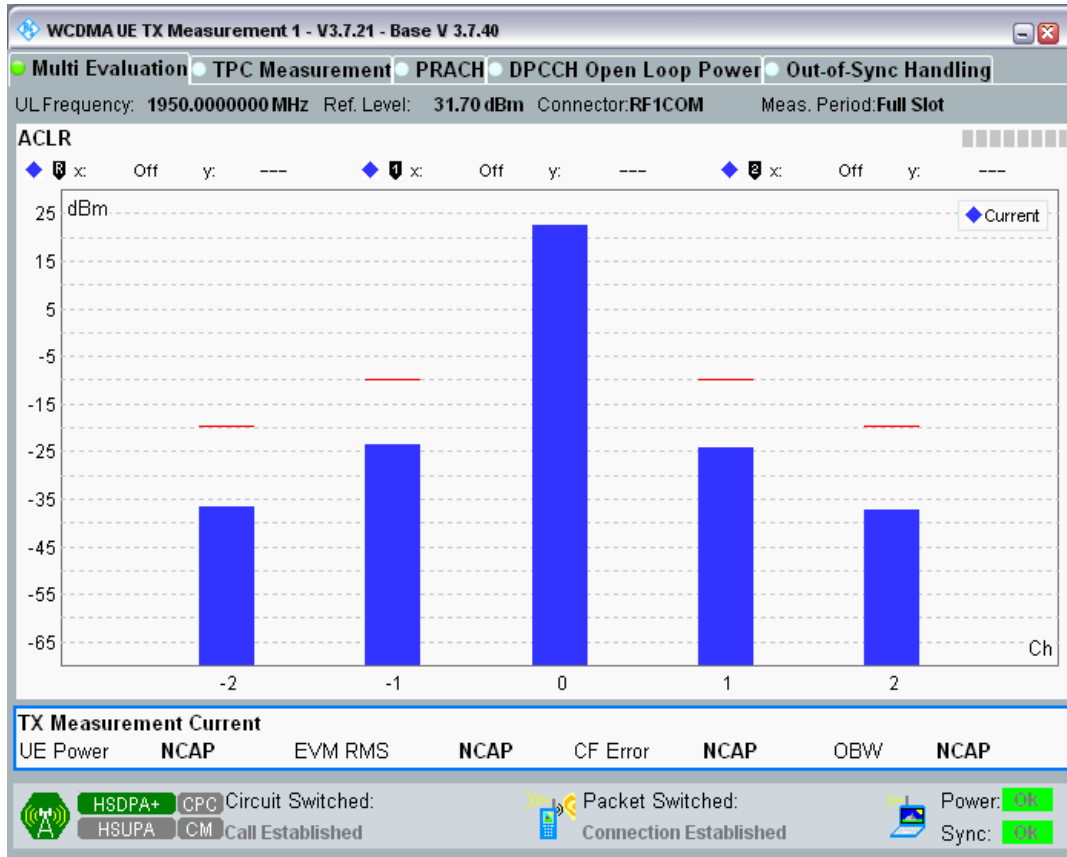 WCDMA UE TX Measurement 1 - V3.7.21 - Base V 3.7.40
Multi Evaluation TPC Measurement PRACH DPCCH Open Loop Power Out-of-Sync Handling
UL Frequency: 1950.0000000 MHz Ref. Level: 31.70 dBm Connector:RF1COM Meas. Period:Full Slot
ACLR
R x: Off y: --- 1 x: Off y: --- 2 x: Off y: ---
dBm
Current
25
15
5
-5
-15
-25
-35
-45
-55
-65
Ch
-2 -1 0 1 2
TX Measurement Current
UE Power NCAP EVM RMS NCAP CF Error NCAP OBW NCAP
HSDPA+ CPC Circuit Switched: Packet Switched: Power: Ok
HSUPA CM Call Established Connection Established Sync: Ok